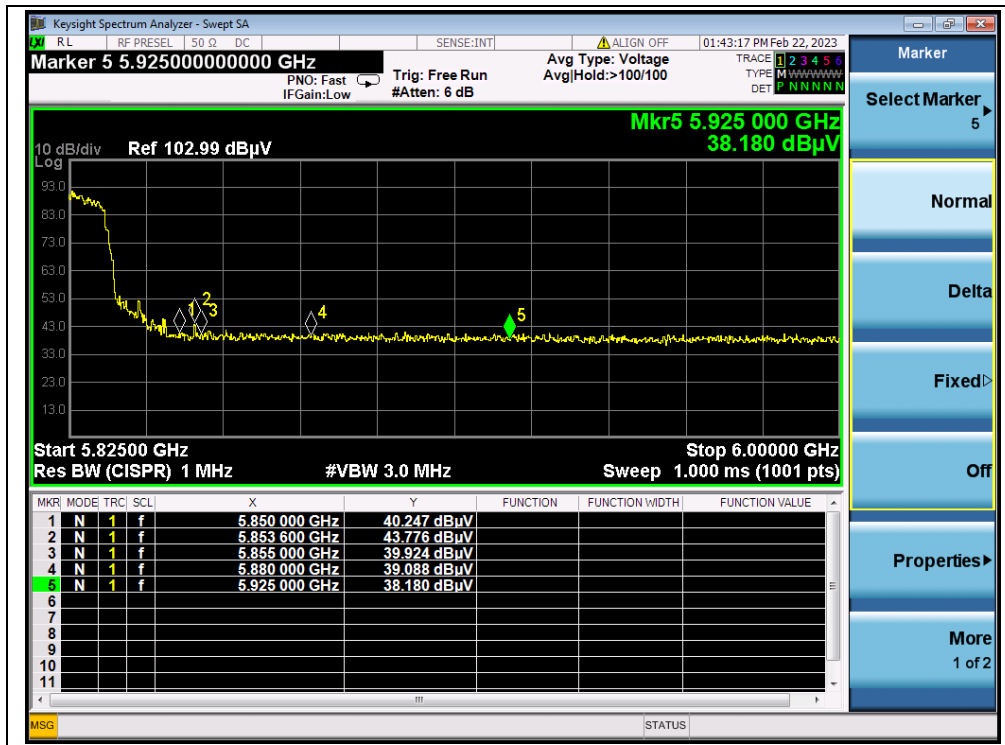 Keysight Spectrum Analyzer - Swept SA
LXI RL RF PRESEL 50 Ω DC SENSE:INT ALIGN OFF 01:43:17 PM Feb 22, 2023
Marker 5 5.925000000000 GHz
PNO: Fast
IFGain:Low
Trig: Free Run
#Atten: 6 dB
Avg Type: Voltage
Avg|Hold:>100/100
TRACE 1 2 3 4 5 6
TYPE M W W W W W
DET P N N N N N
Mkr5 5.925 000 GHz
38.180 dBµV
10 dB/div Ref 102.99 dBµV
Log
93.0
83.0
73.0
63.0
53.0
43.0
33.0
23.0
13.0
1
2
3
4
5
Start 5.82500 GHz Stop 6.00000 GHz
Res BW (CISPR) 1 MHz #VBW 3.0 MHz Sweep 1.000 ms (1001 pts)
MKR MODE TRC SCL X Y FUNCTION FUNCTION WIDTH FUNCTION VALUE
1 N 1 f 5.850 000 GHz 40.247 dBµV
2 N 1 f 5.853 600 GHz 43.776 dBµV
3 N 1 f 5.855 000 GHz 39.924 dBµV
4 N 1 f 5.880 000 GHz 39.088 dBµV
5 N 1 f 5.925 000 GHz 38.180 dBµV
6
7
8
9
10
11
MSG STATUS
Marker
Select Marker
5
Normal
Delta
Fixed
Off
Properties
More
1 of 2